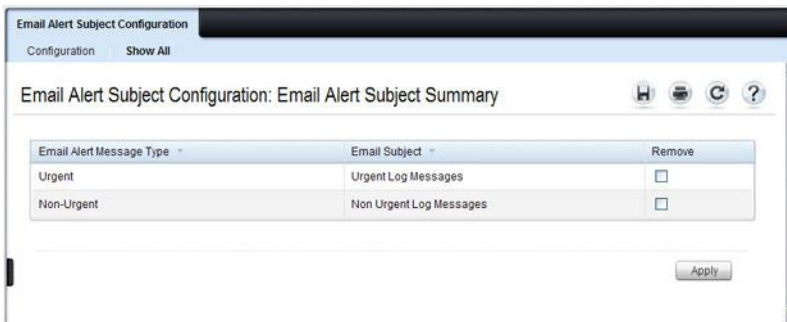 Email Alert Subject Configuration
Configuration Show All
Email Alert Subject Configuration: Email Alert Subject Summary
Email Alert Message Type Email Subject Remove
Urgent Urgent Log Messages
Non-Urgent Non Urgent Log Messages
Apply